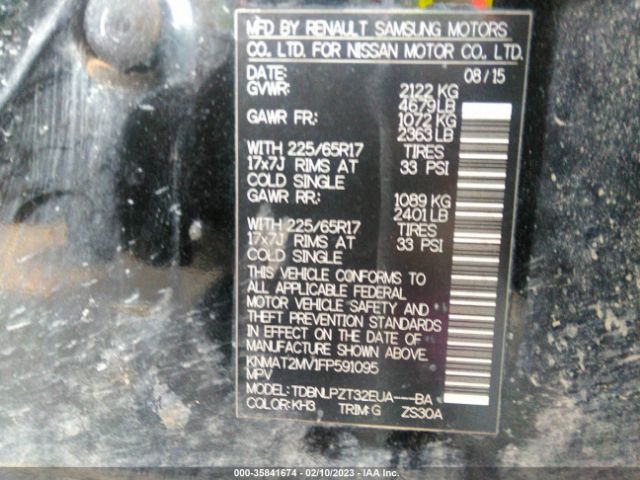 MFD BY RENAULT SAMSUNG MOTORS
CO. LTD. FOR NISSAN MOTOR CO. LTD.
DATE: 08/15
GVWR: 2122 KG
4679LB
GAWR FR: 1072 KG
2363 LB
WITH 225/65R17 TIRES
17x7J RIMS AT 33 PSI
COLD SINGLE
GAWR RR: 1089 KG
2401 LB
WITH 225/65R17 TIRES
17x7J RIMS AT 33 PSI
COLD SINGLE
THIS VEHICLE CONFORMS TO
ALL APPLICABLE FEDERAL
MOTOR VEHICLE SAFETY AND
THEFT PREVENTION STANDARDS
IN EFFECT ON THE DATE OF
MANUFACTURE SHOWN ABOVE.
KNMAT2MV1FP591095
MPV
MODEL: TDBNLPZT32EUA---BA
COLOR: KH3 TRIM: G ZS30A
000-35841674 - 02/10/2023 - IAA Inc.